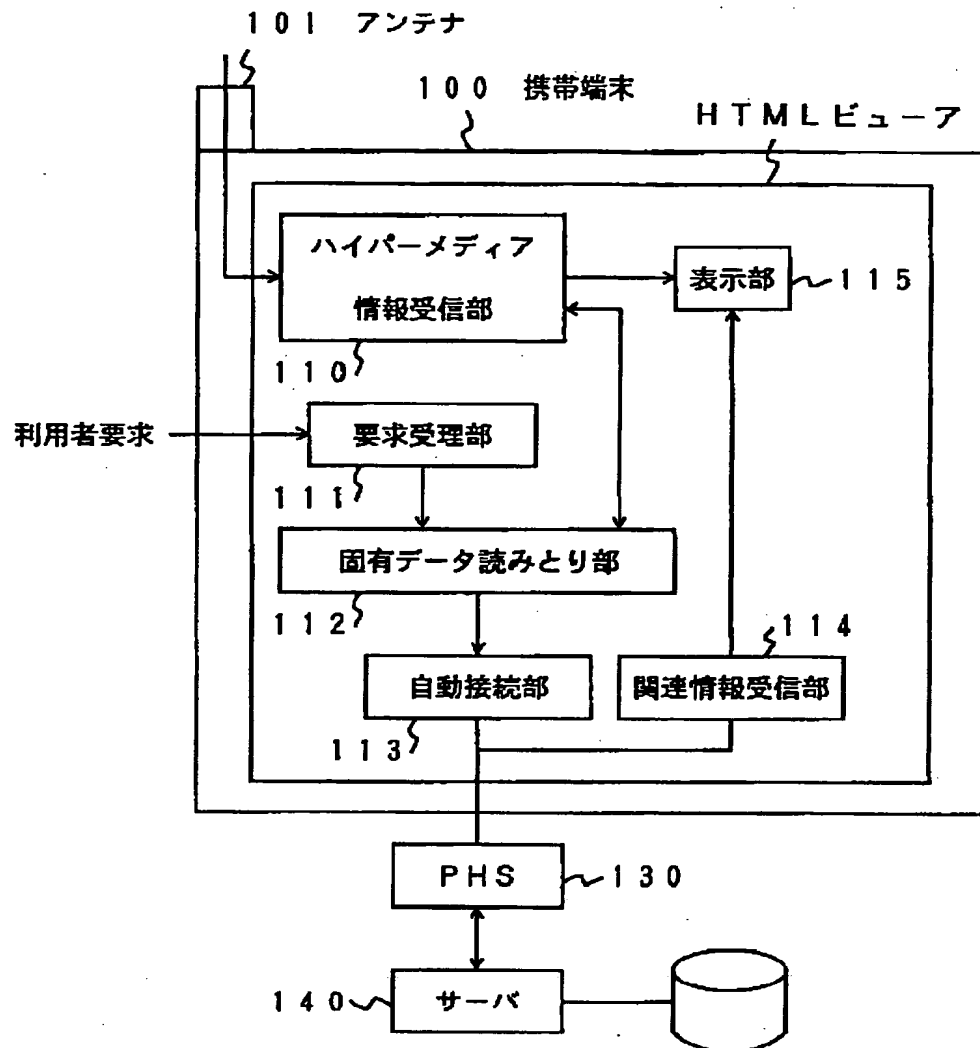 101 アンテナ
100 携帯端末
HTMLビューア
ハイパーメディア
情報受信部
表示部
115
110
利用者要求
要求受理部
111
固有データ読みとり部
112
114
自動接続部
関連情報受信部
113
PHS
130
140
サーバ